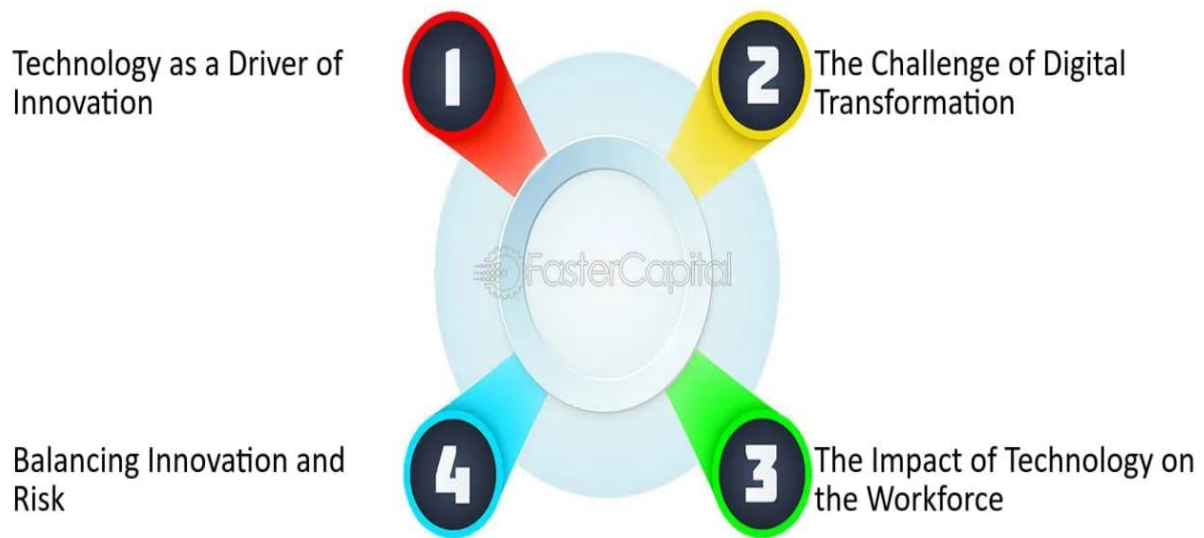 Technology as a Driver of
Innovation
1
2
The Challenge of Digital
Transformation
FasterCapital
Balancing Innovation and
Risk
4
3
The Impact of Technology on
the Workforce